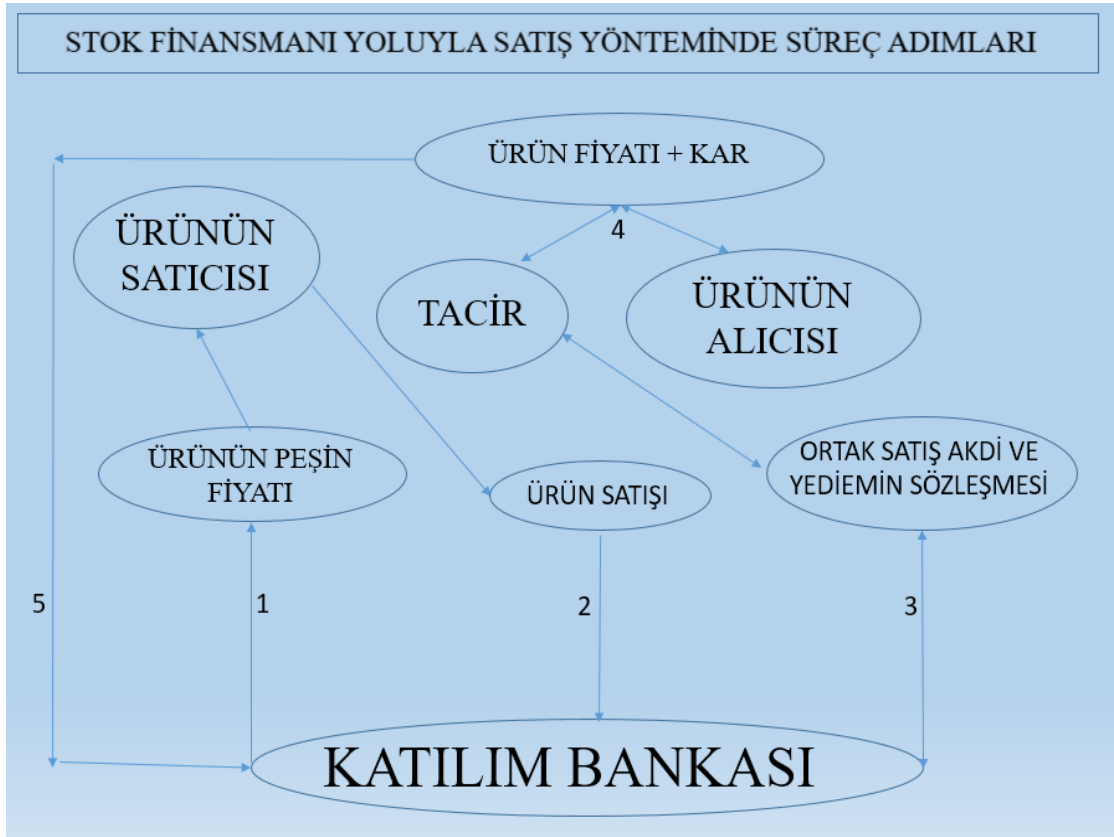 STOK FİNANSMANI YOLUYLA SATIŞ YÖNTEMİNDE SÜREÇ ADIMLARI
ÜRÜN FİYATI + KAR
4
ÜRÜNÜN
SATICISI
TACİR
ÜRÜNÜN
ALICISI
ÜRÜNÜN PEŞİN
FİYATI
ÜRÜN SATIŞI
ORTAK SATIŞ AKDİ VE
YEDİEMİN SÖZLEŞMESİ
5
1
2
3
KATILIM BANKASI